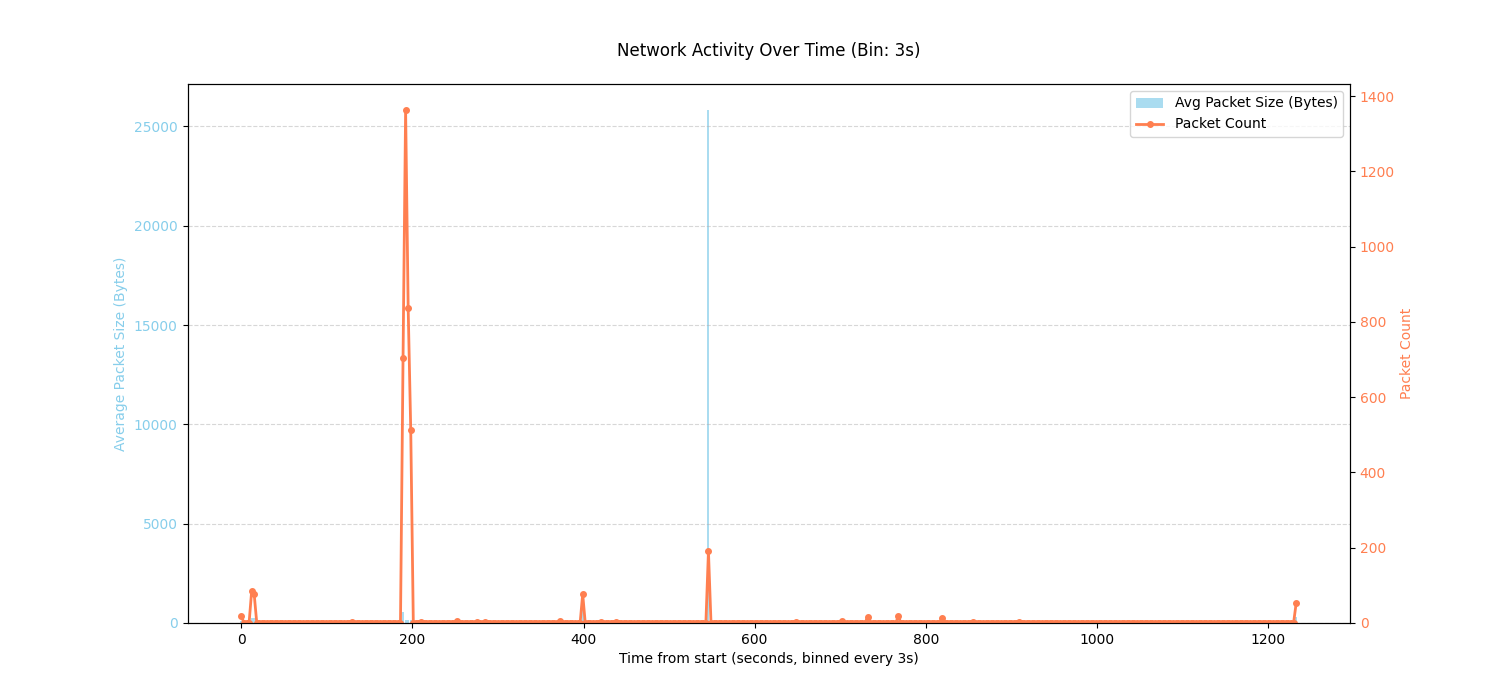 Network Activity Over Time (Bin: 3s)
Avg Packet Size (Bytes)
Packet Count
Average Packet Size (Bytes)
25000
20000
15000
10000
5000
0
1400
1200
1000
800
600
400
200
0
Packet Count
0 200 400 600 800 1000 1200
Time from start (seconds, binned every 3s)